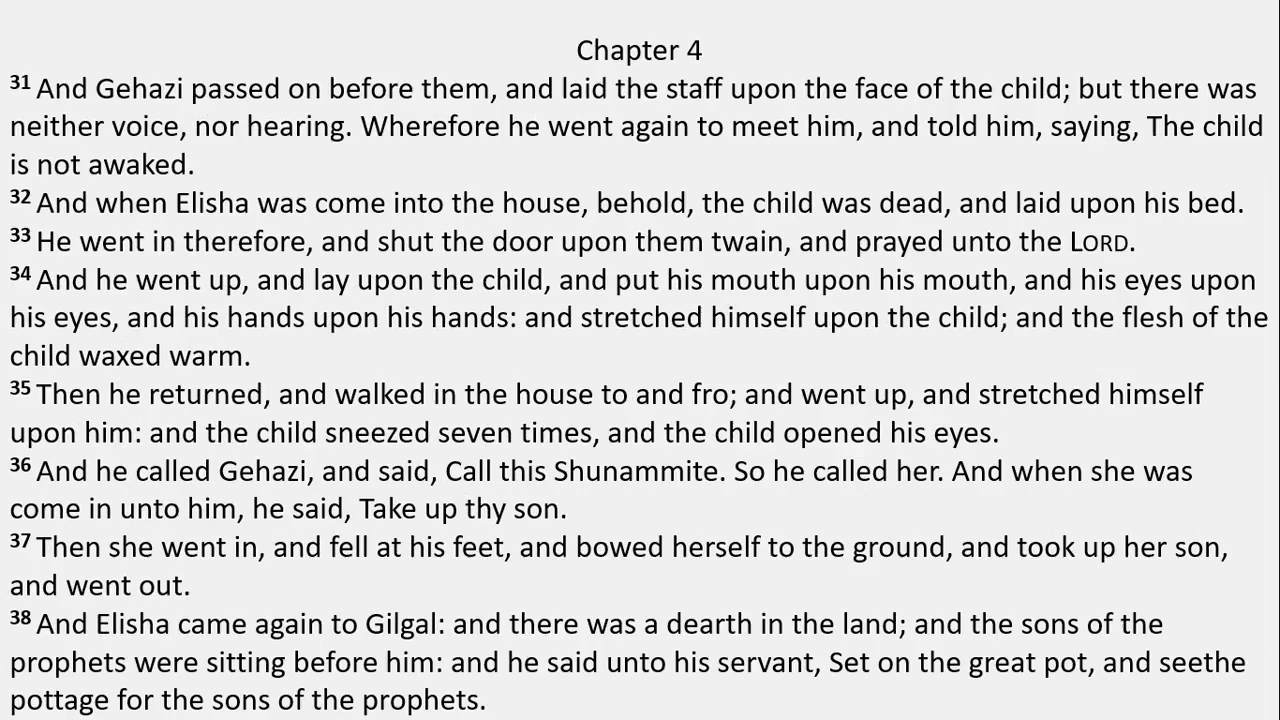 Chapter 4
31 And Gehazi passed on before them, and laid the staff upon the face of the child; but there was
neither voice, nor hearing. Wherefore he went again to meet him, and told him, saying, The child
is not awaked.
32 And when Elisha was come into the house, behold, the child was dead, and laid upon his bed.
33 He went in therefore, and shut the door upon them twain, and prayed unto the LORD.
34 And he went up, and lay upon the child, and put his mouth upon his mouth, and his eyes upon
his eyes, and his hands upon his hands: and stretched himself upon the child; and the flesh of the
child waxed warm.
35 Then he returned, and walked in the house to and fro; and went up, and stretched himself
upon him: and the child sneezed seven times, and the child opened his eyes.
36 And he called Gehazi, and said, Call this Shunammite. So he called her. And when she was
come in unto him, he said, Take up thy son.
37 Then she went in, and fell at his feet, and bowed herself to the ground, and took up her son,
and went out.
38 And Elisha came again to Gilgal: and there was a dearth in the land; and the sons of the
prophets were sitting before him: and he said unto his servant, Set on the great pot, and seethe
pottage for the sons of the prophets.